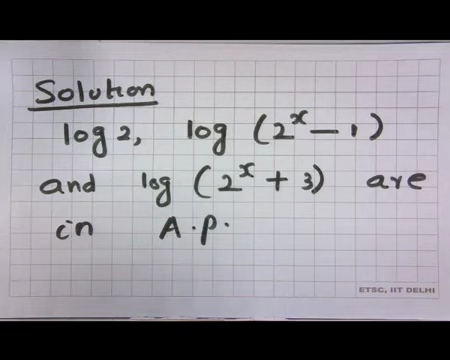 Solution
log 2, log (2^x - 1)
and log (2^x + 3) are
in A.P.
ETSC, IIT DELHI